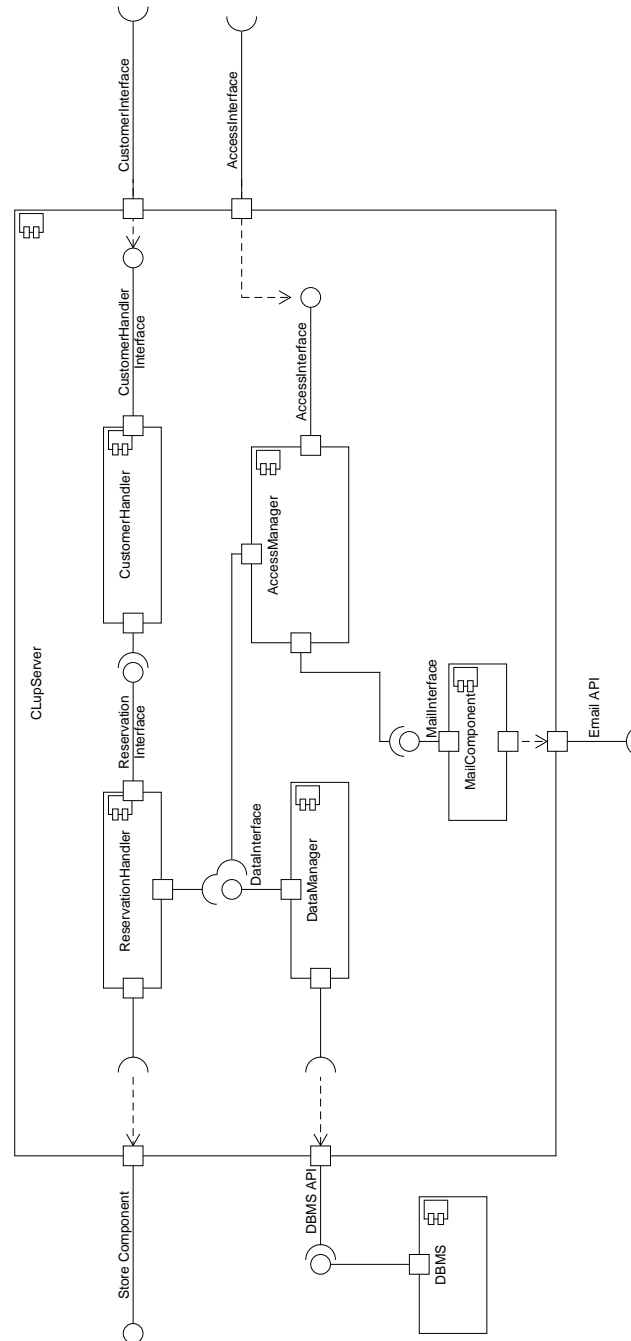 CLupServer
Store Component
ReservationHandler
Reservation
Interface
CustomerHandler
CustomerHandler
Interface
CustomerInterface
AccessInterface
DataInterface
AccessManager
AccessInterface
DBMS API
DataManager
MailInterface
DBMS
MailComponent
Email API